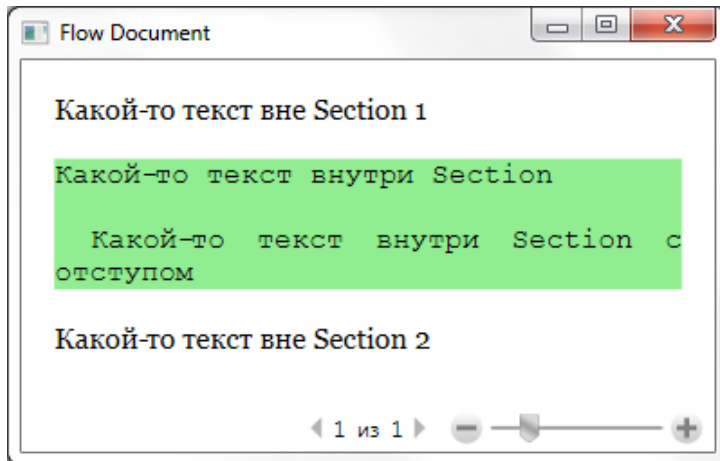 Flow Document
Какой-то текст вне Section 1
Какой-то текст внутри Section
Какой-то текст внутри Section с
отступом
Какой-то текст вне Section 2
1 из 1